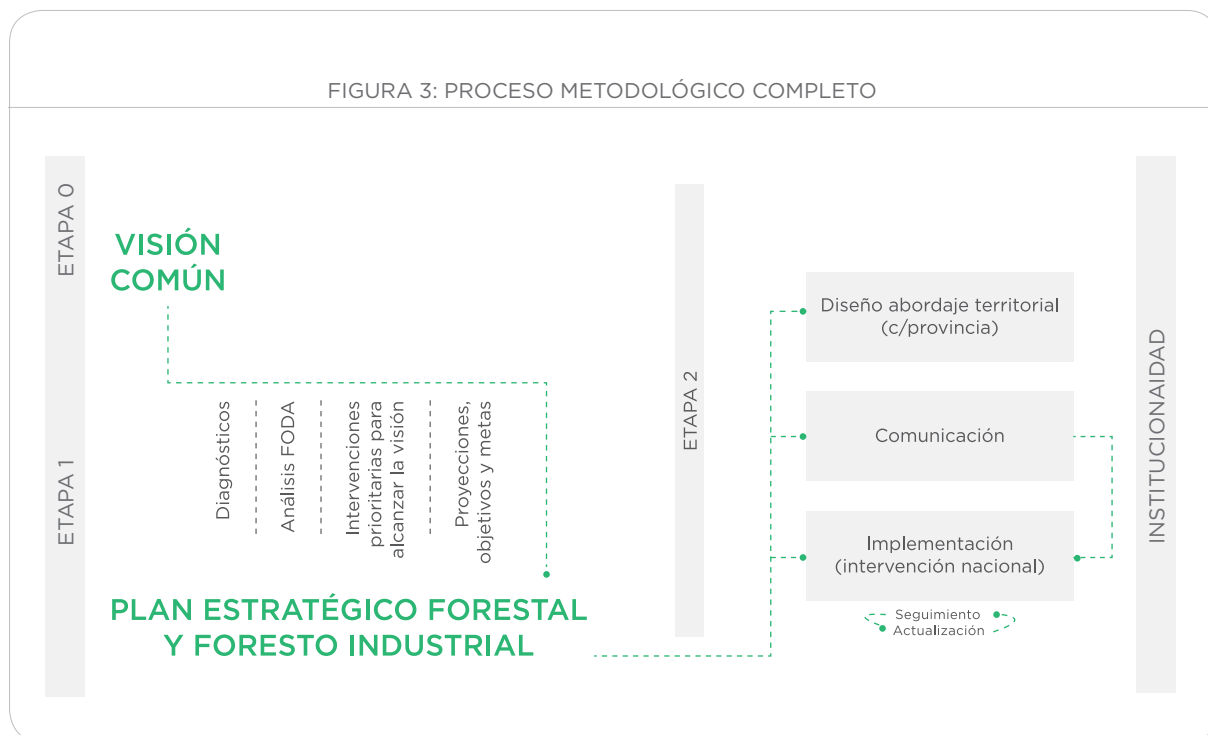 FIGURA 3: PROCESO METODOLÓGICO COMPLETO
ETAPA 0
VISIÓN
COMÚN
ETAPA 1
Diagnósticos
Análisis FODA
Intervenciones
prioritarias para
alcanzar la visión
Proyecciones,
objetivos y metas
PLAN ESTRATÉGICO FORESTAL
Y FORESTO INDUSTRIAL
ETAPA 2
Diseño abordaje territorial
(c/provincia)
Comunicación
Implementación
(intervención nacional)
Seguimiento
Actualización
INSTITUCIONAIDAD